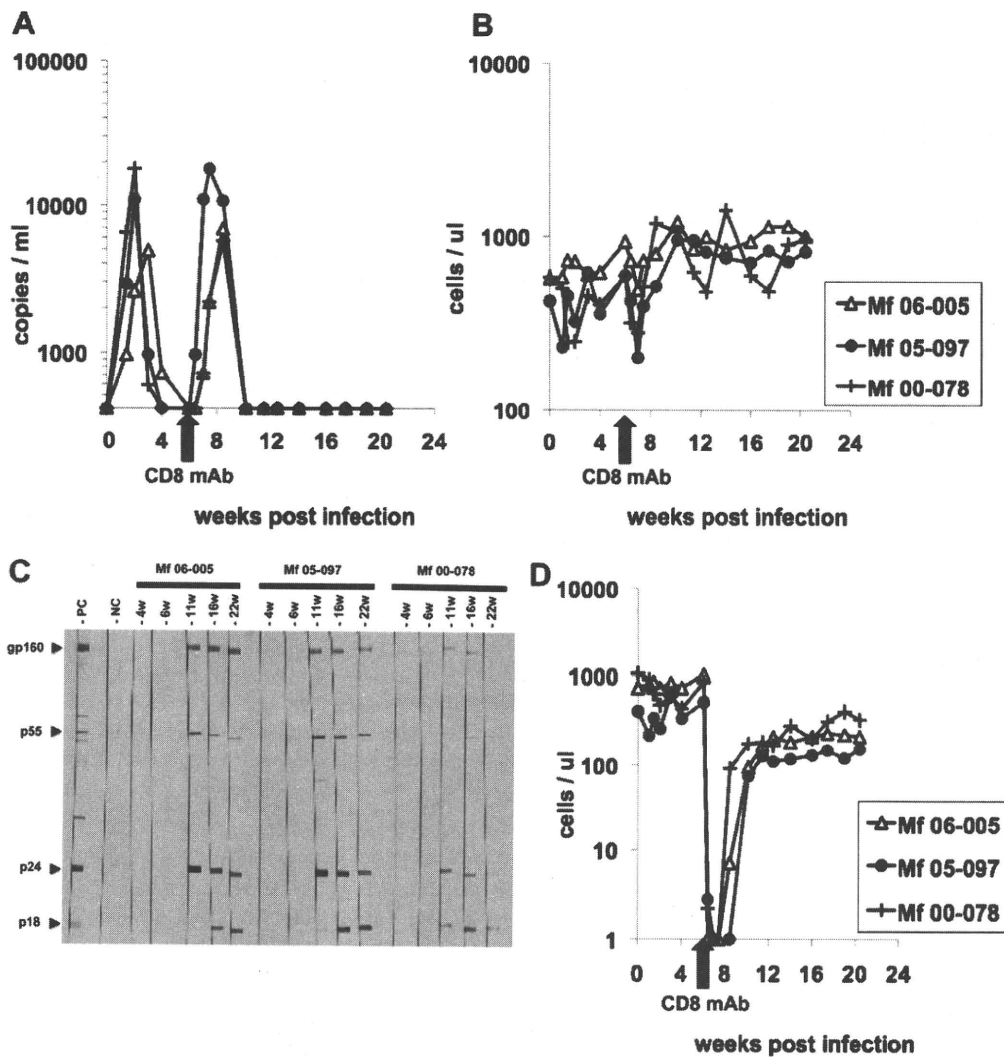 A
100000
10000
1000
copies / ml
0 4 8 12 16 20 24
CD8 mAb
weeks post infection
B
10000
1000
100
cells / ul
0 4 8 12 16 20 24
CD8 mAb
weeks post infection
Mf 06-005
Mf 05-097
Mf 00-078
C
Mf 06-005 Mf 05-097 Mf 00-078
- PC - NC - 4w - 6w - 11w - 16w - 22w - 4w - 6w - 11w - 16w - 22w - 4w - 6w - 11w - 16w - 22w
gp160
p55
p24
p18
D
10000
1000
100
10
1
cells / ul
0 4 8 12 16 20 24
CD8 mAb
weeks post infection
Mf 06-005
Mf 05-097
Mf 00-078